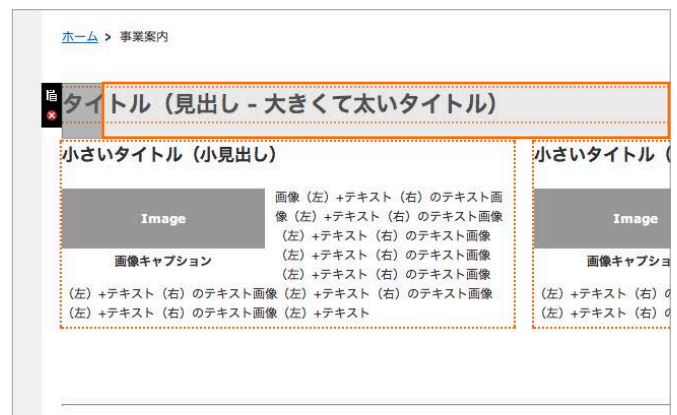 ホーム > 事業案内
タイトル（見出し - 大きくて太いタイトル）
小さいタイトル（小見出し）
Image
画像キャプション
画像（左）+テキスト（右）のテキスト画
像（左）+テキスト（右）のテキスト画像
（左）+テキスト（右）のテキスト画像
（左）+テキスト（右）のテキスト画像
（左）+テキスト（右）のテキスト画像
（左）+テキスト（右）のテキスト画像（左）+テキスト（右）のテキスト画像
（左）+テキスト（右）のテキスト画像（左）+テキスト
小さいタイトル（
Image
画像キャプショ
（左）+テキスト（右）
（左）+テキスト（右）